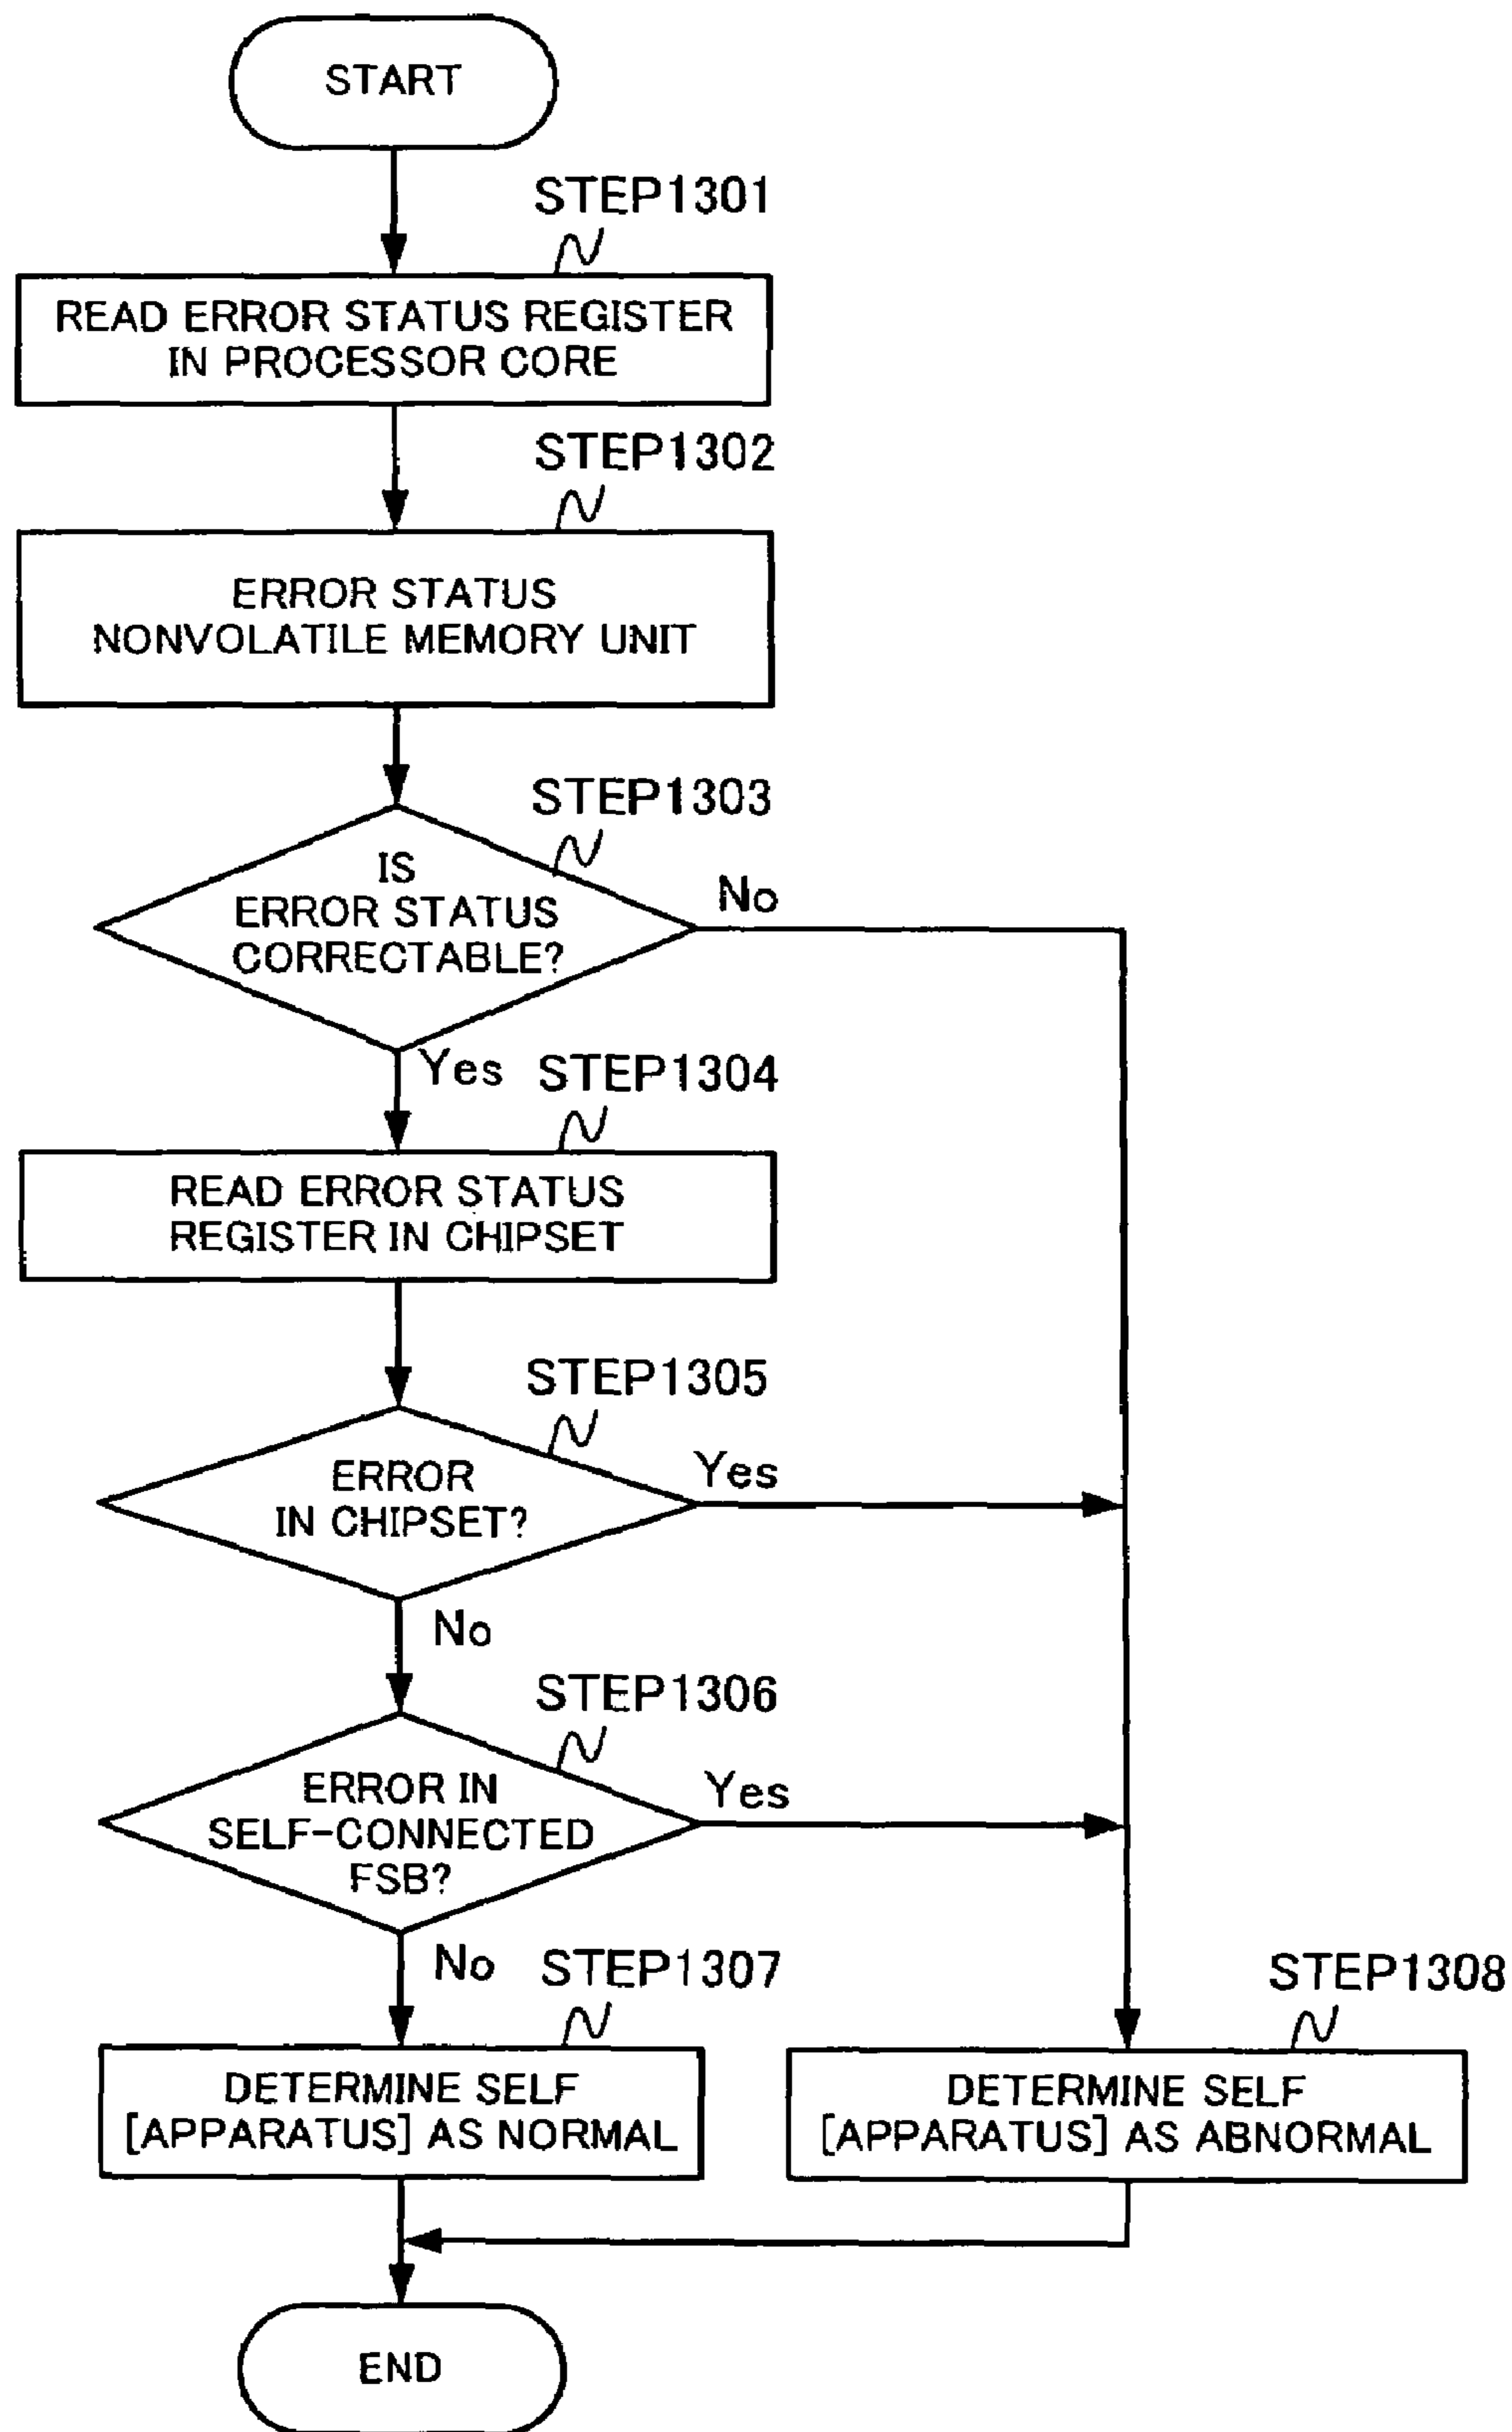 START
STEP1301
READ ERROR STATUS REGISTER
IN PROCESSOR CORE
STEP1302
ERROR STATUS
NONVOLATILE MEMORY UNIT
STEP1303
IS
ERROR STATUS
CORRECTABLE?
No
Yes
STEP1304
READ ERROR STATUS
REGISTER IN CHIPSET
STEP1305
ERROR
IN CHIPSET?
Yes
No
STEP1306
ERROR IN
SELF-CONNECTED
FSB?
Yes
No
STEP1307
STEP1308
DETERMINE SELF
[APPARATUS] AS NORMAL
DETERMINE SELF
[APPARATUS] AS ABNORMAL
END